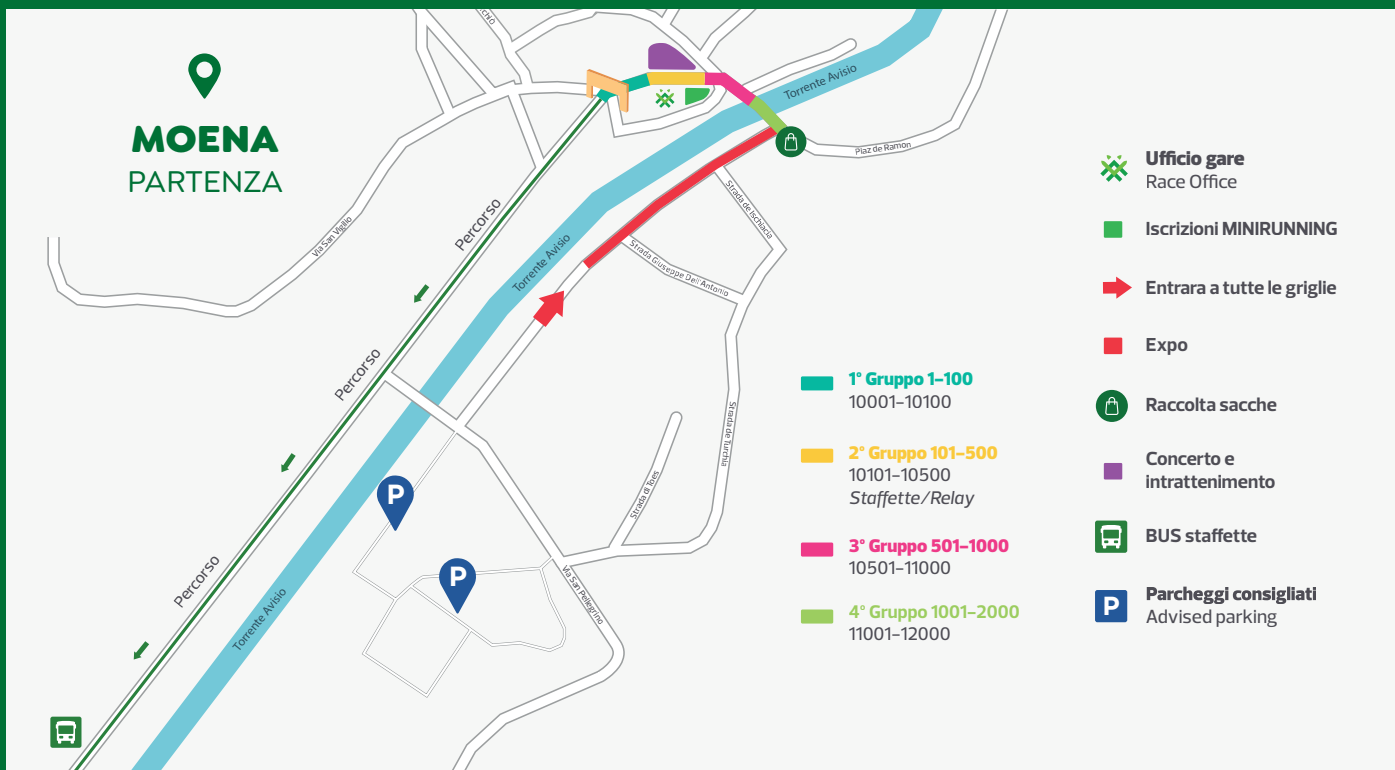 MOENA
PARTENZA
Torrente Avisio
Piaz de Ramon
Strada de Ischiacia
Via San Vigilio
Percorso
Torrente Avisio
Strada Giuseppe Dell'Antonio
Percorso
Strada de Turchia
Strada di Toes
P
P
Percorso
Torrente Avisio
Via San Pellegrino
1° Gruppo 1–100
10001–10100
2° Gruppo 101–500
10101–10500
Staffette/Relay
3° Gruppo 501–1000
10501–11000
4° Gruppo 1001–2000
11001–12000
Ufficio gare
Race Office
Iscrizioni MINIRUNNING
Entrara a tutte le griglie
Expo
Raccolta sacche
Concerto e
intrattenimento
BUS staffette
P
Parcheggi consigliati
Advised parking